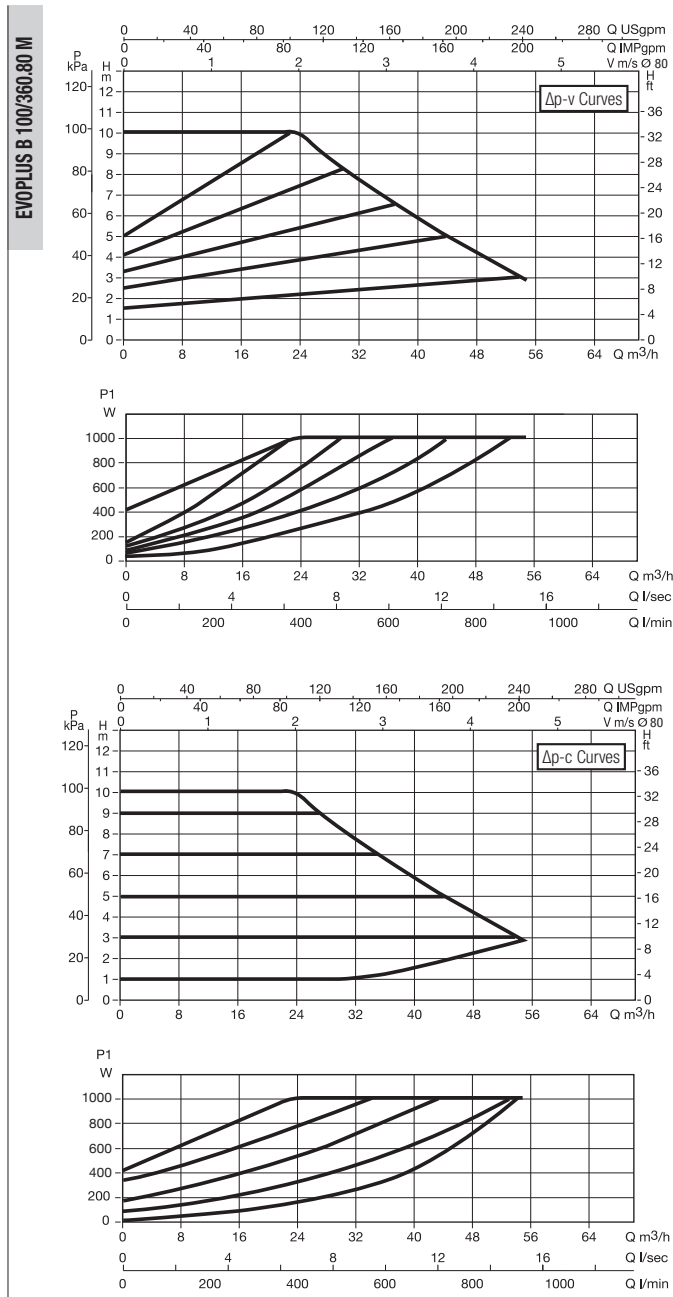 EVOPLUS B 100/360.80 M
0 40 80 120 160 200 240 280 Q USgpm
0 40 80 120 160 200 Q IMPgpm
0 1 2 3 4 5 V m/s Ø 80
P kPa
H m
H ft
Δp-v Curves
120
100
80
60
40
20
0
12
11
10
9
8
7
6
5
4
3
2
1
0
36
32
28
24
20
16
12
8
4
0
0 8 16 24 32 40 48 56 64 Q m3/h
P1
W
1000
800
600
400
200
0
0 8 16 24 32 40 48 56 64 Q m3/h
0 4 8 12 16 Q l/sec
0 200 400 600 800 1000 Q l/min
0 40 80 120 160 200 240 280 Q USgpm
0 40 80 120 160 200 Q IMPgpm
0 1 2 3 4 5 V m/s Ø 80
P kPa
H m
H ft
Δp-c Curves
120
100
80
60
40
20
0
12
11
10
9
8
7
6
5
4
3
2
1
0
36
32
28
24
20
16
12
8
4
0
0 8 16 24 32 40 48 56 64 Q m3/h
P1
W
1000
800
600
400
200
0
0 8 16 24 32 40 48 56 64 Q m3/h
0 4 8 12 16 Q l/sec
0 200 400 600 800 1000 Q l/min